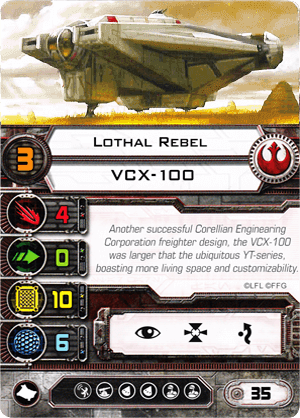 LOTHAL REBEL
3
VCX-100
4
Another successful Corellian Enginearing
Corporation freighter design, the VCX-100
was larger that the ubiquitous YT-series,
boasting more living space and customizability.
0
©LFL ©FFG
10
6
35